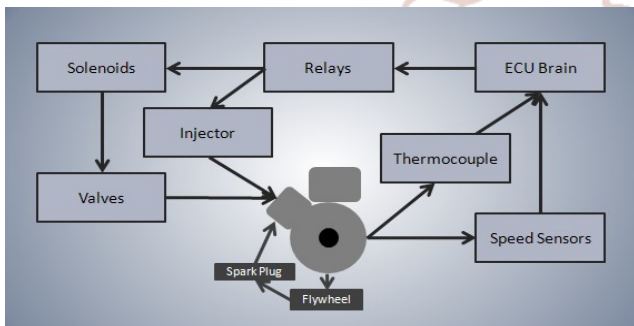 Solenoids
Relays
ECU Brain
Injector
Thermocouple
Valves
Speed Sensors
Spark Plug
Flywheel